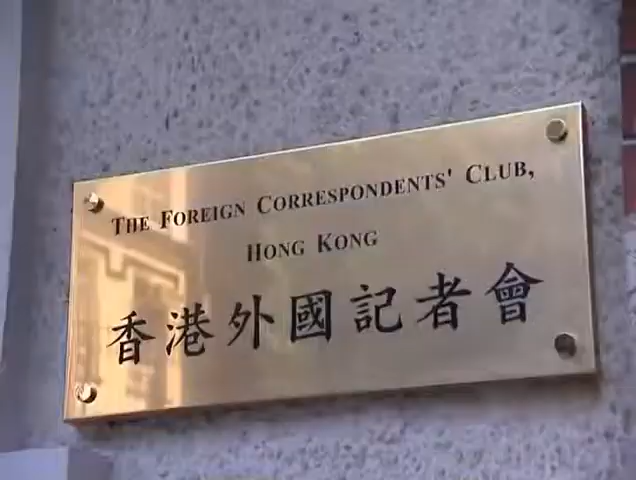 THE FOREIGN CORRESPONDENTS' CLUB,
HONG KONG
香港外國記者會